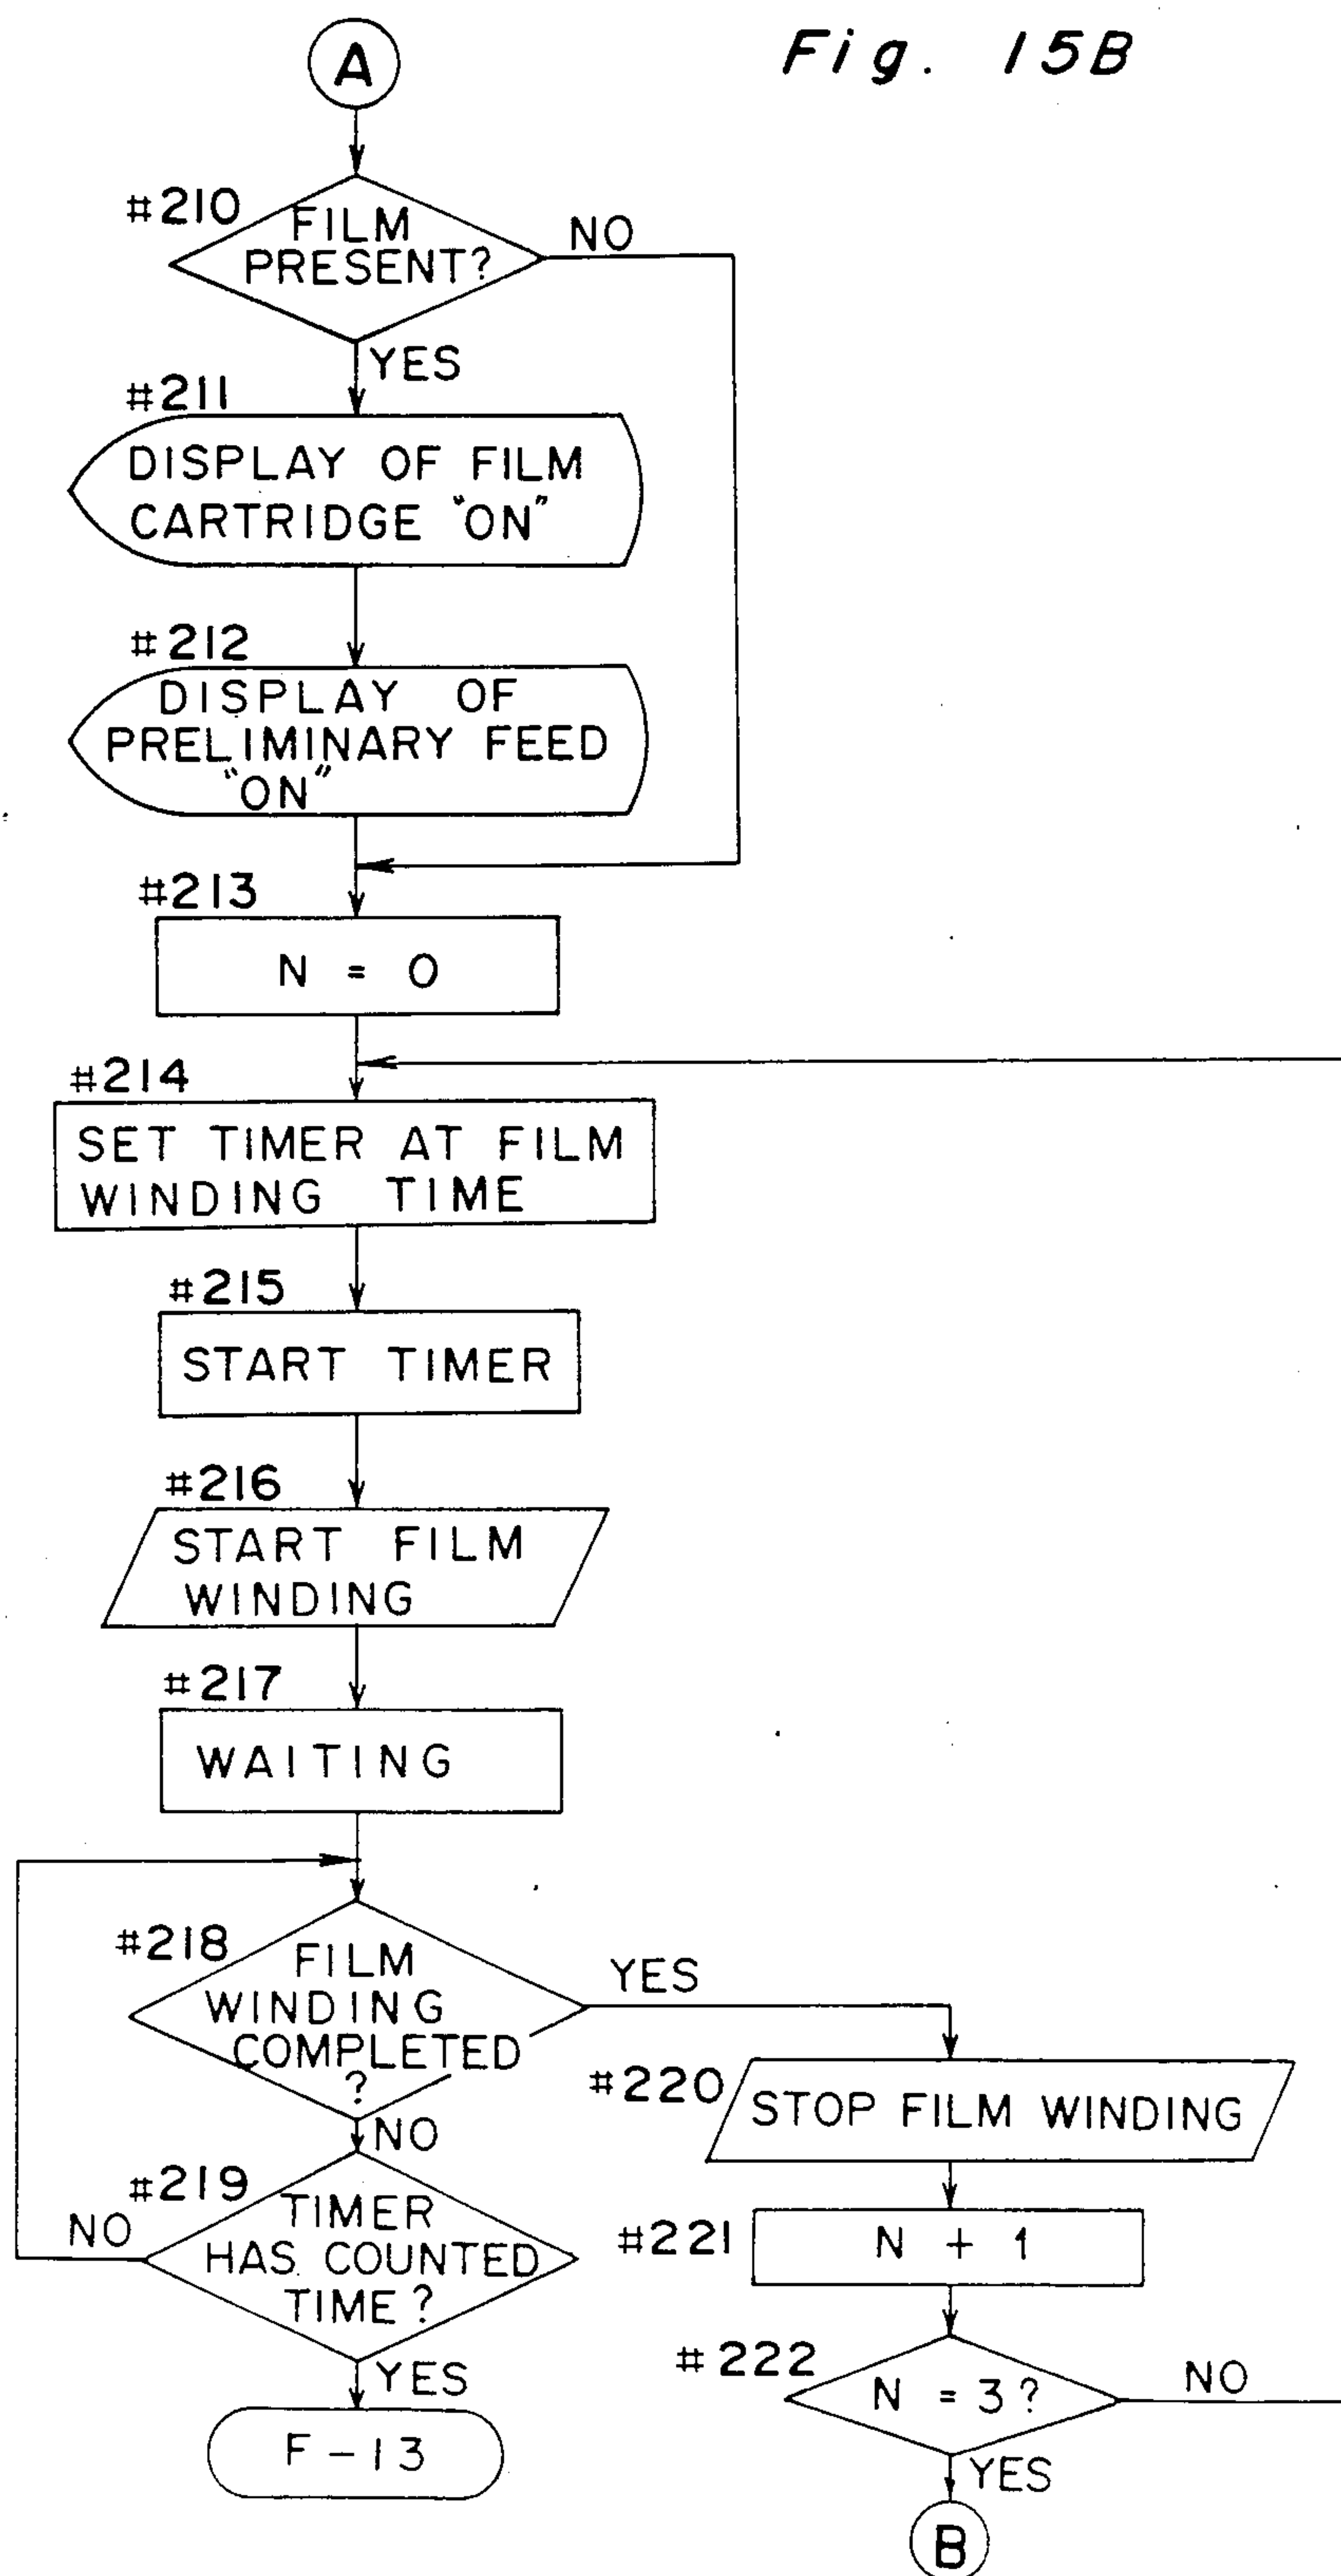 Fig. 15B
A
#210
FILM
PRESENT?
NO
YES
#211
DISPLAY OF FILM
CARTRIDGE "ON"
#212
DISPLAY OF
PRELIMINARY FEED
"ON"
#213
N = 0
#214
SET TIMER AT FILM
WINDING TIME
#215
START TIMER
#216
START FILM
WINDING
#217
WAITING
#218
FILM
WINDING
COMPLETED
?
YES
NO
#219
TIMER
HAS COUNTED
TIME?
NO
YES
F-13
#220
STOP FILM WINDING
#221
N + 1
#222
N = 3?
NO
YES
B